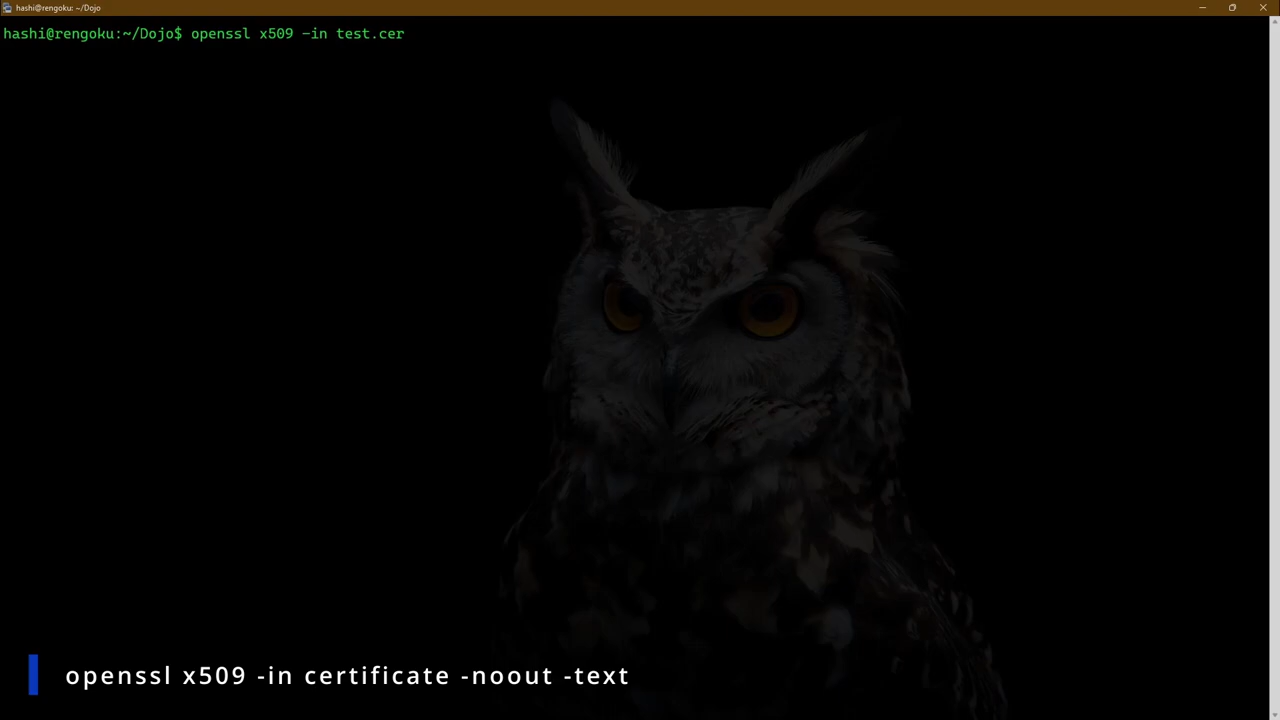 hashi@rengoku: ~/Dojo
hashi@rengoku:~/Dojo$ openssl x509 -in test.cer
openssl x509 -in certificate -noout -text